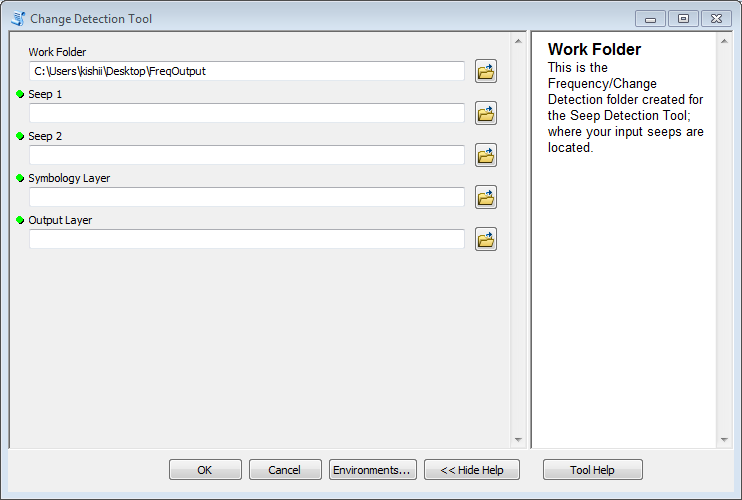 Change Detection Tool
Work Folder
C:\Users\kishii\Desktop\FreqOutput
Seep 1
Seep 2
Symbology Layer
Output Layer
Work Folder
This is the
Frequency/Change
Detection folder created for
the Seep Detection Tool;
where your input seeps are
located.
OK
Cancel
Environments...
<< Hide Help
Tool Help